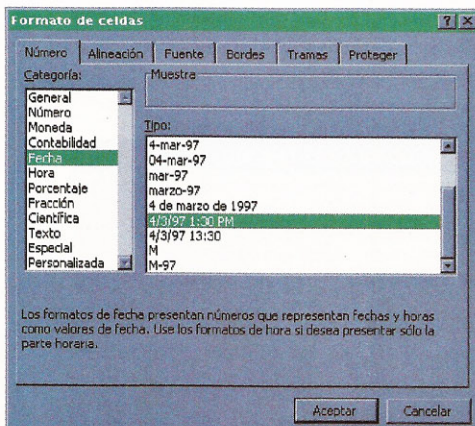 Formato de celdas
Número Alineación Fuente Bordes Tramas Proteger
Categoría:
General
Número
Moneda
Contabilidad
Fecha
Hora
Porcentaje
Fracción
Científica
Texto
Especial
Personalizada
Muestra
Tipo:
4-mar-97
04-mar-97
mar-97
marzo-97
4 de marzo de 1997
4/3/97 1:30 PM
4/3/97 13:30
M
M-97
Los formatos de fecha presentan números que representan fechas y horas
como valores de fecha. Use los formatos de hora si desea presentar sólo la
parte horaria.
Aceptar Cancelar